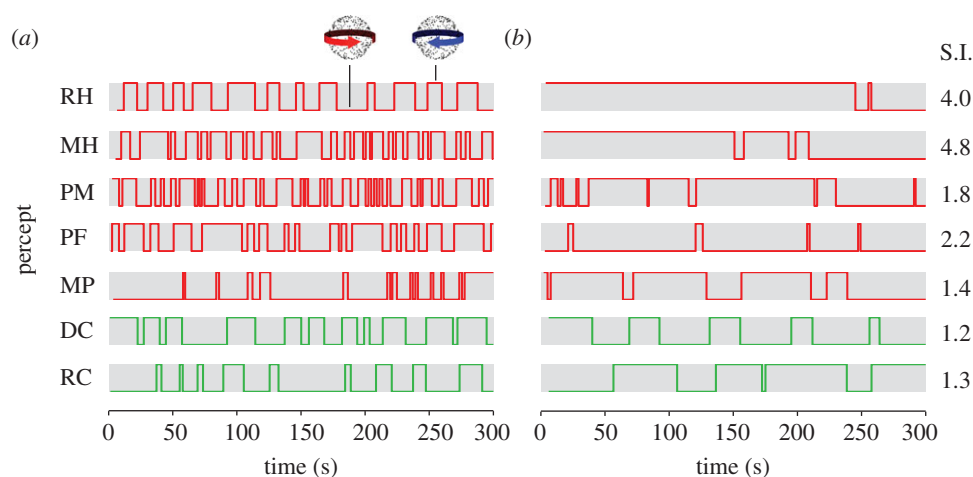 (a)
(b)
S.I.
RH
4.0
MH
4.8
PM
1.8
PF
2.2
MP
1.4
DC
1.2
RC
1.3
percept
0 50 100 150 200 250 300
0 50 100 150 200 250 300
time (s)
time (s)